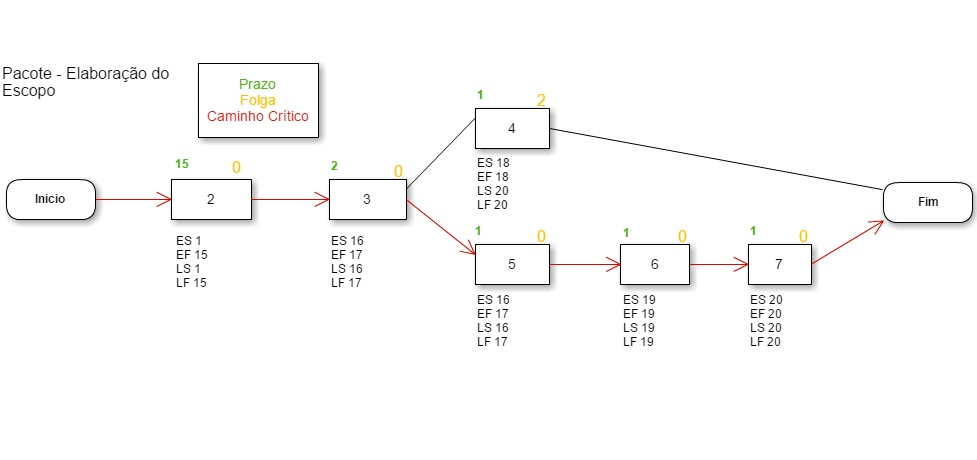 Pacote - Elaboração do
Escopo
Prazo
Folga
Caminho Crítico
Inicio
15
0
2
ES 1
EF 15
LS 1
LF 15
2
0
3
ES 16
EF 17
LS 16
LF 17
1
2
4
ES 18
EF 18
LS 20
LF 20
1
0
5
ES 16
EF 17
LS 16
LF 17
1
0
6
ES 19
EF 19
LS 19
LF 19
1
0
7
ES 20
EF 20
LS 20
LF 20
Fim